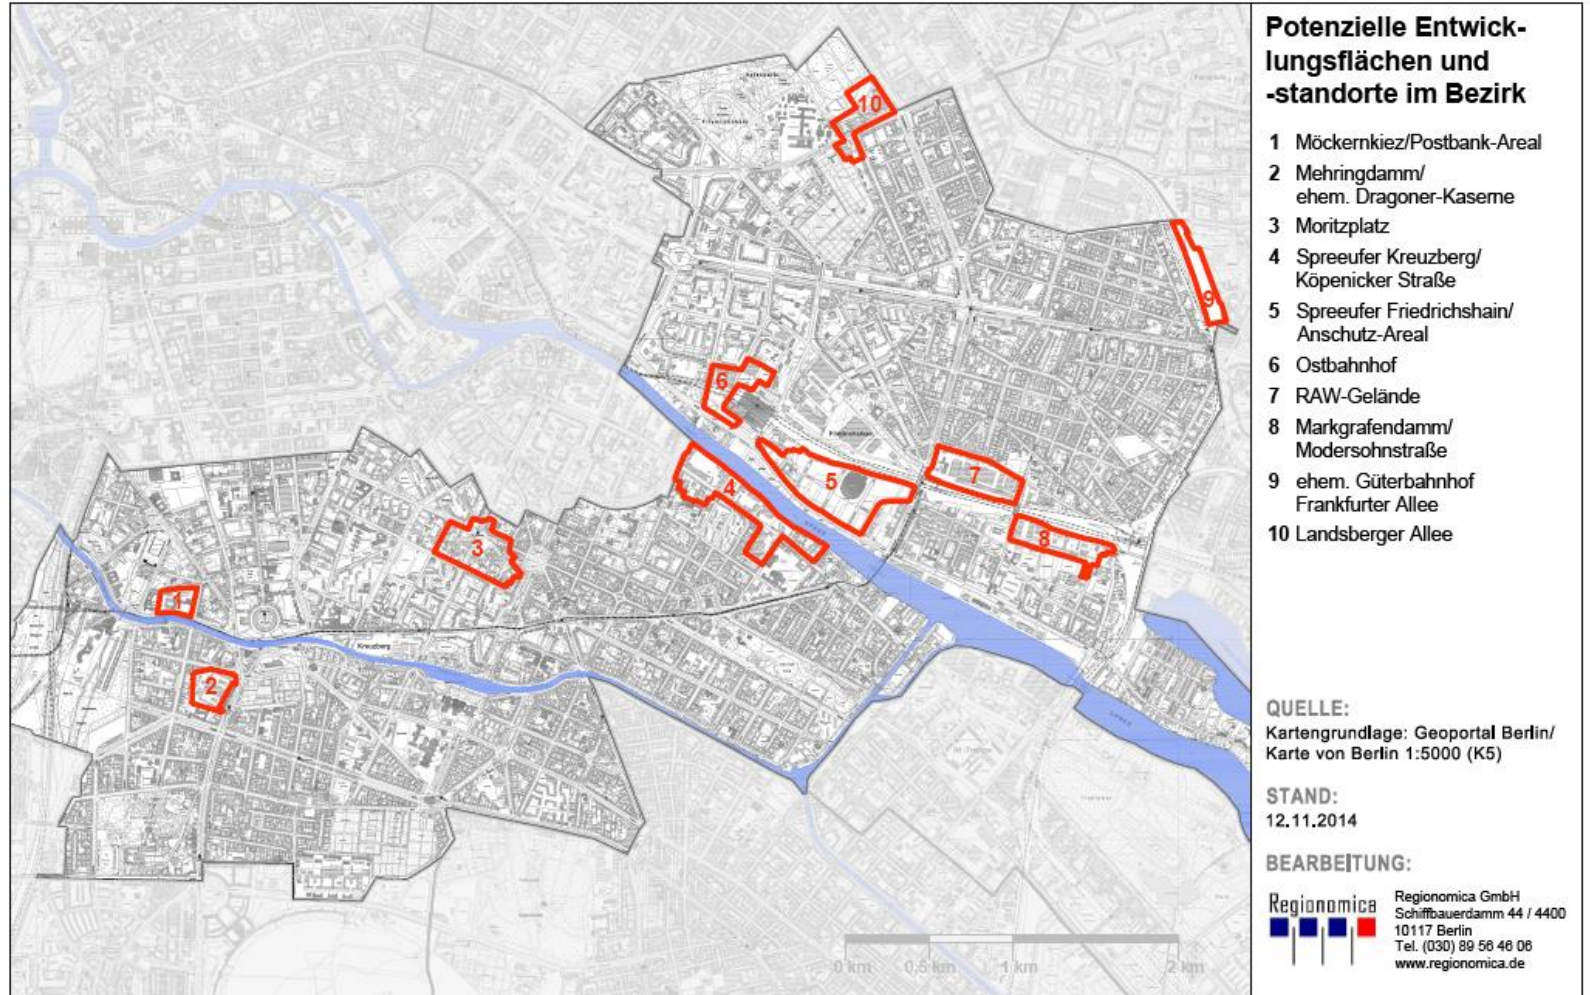 Potenzielle Entwick-
lungsflächen und
-standorte im Bezirk
1 Möckernkiez/Postbank-Areal
2 Mehringdamm/
ehem. Dragoner-Kaserne
3 Moritzplatz
4 Spreeufer Kreuzberg/
Köpenicker Straße
5 Spreeufer Friedrichshain/
Anschutz-Areal
6 Ostbahnhof
7 RAW-Gelände
8 Markgrafendamm/
Modersohnstraße
9 ehem. Güterbahnhof
Frankfurter Allee
10 Landsberger Allee
QUELLE:
Kartengrundlage: Geoportal Berlin/
Karte von Berlin 1:5000 (K5)
STAND:
12.11.2014
BEARBEITUNG:
Regionomica
Regionomica GmbH
Schiffbauerdamm 44 / 4400
10117 Berlin
Tel. (030) 89 56 46 06
www.regionomica.de
10
9
6
Friedrichshain
7
5
4
8
3
1
Kreuzberg
2
0 km 0,5 km 1 km 2 km